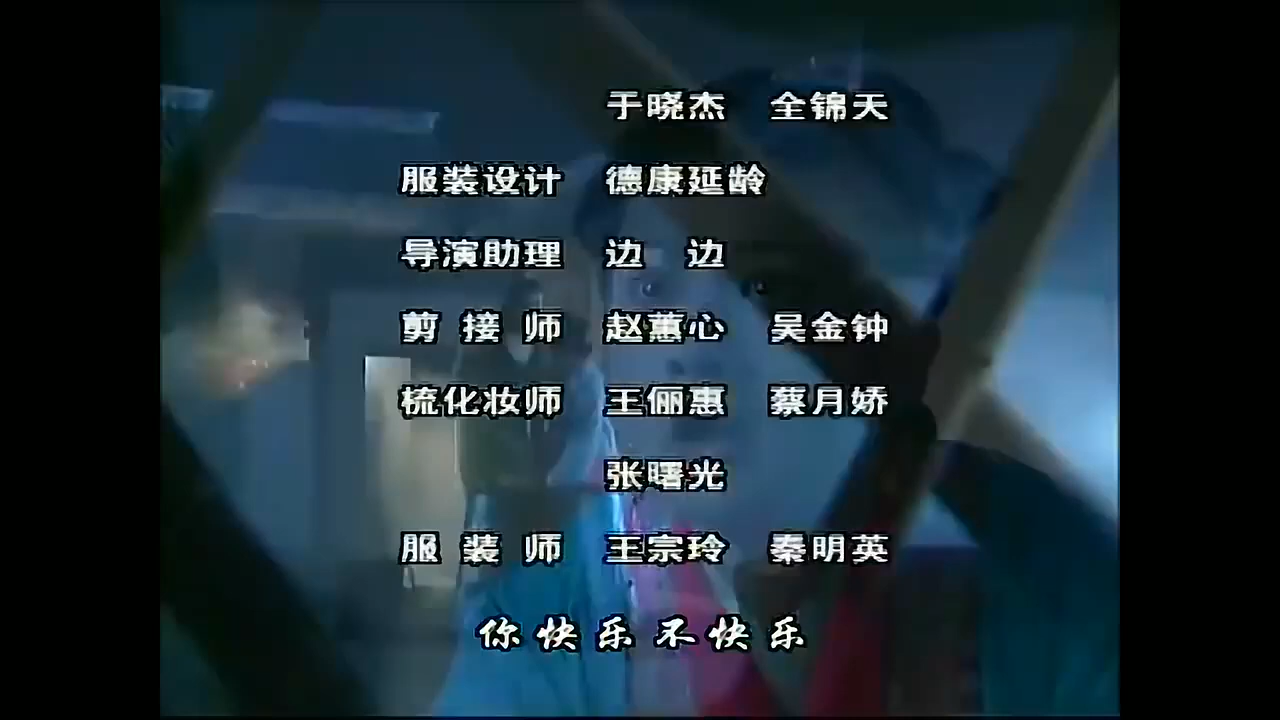 于晓杰 全锦天
服装设计 德康延龄
导演助理 边 边
剪接师 赵蕙心 吴金钟
梳化妆师 王俪惠 蔡月娇
张曙光
服装师 王宗玲 秦明英
你快乐不快乐